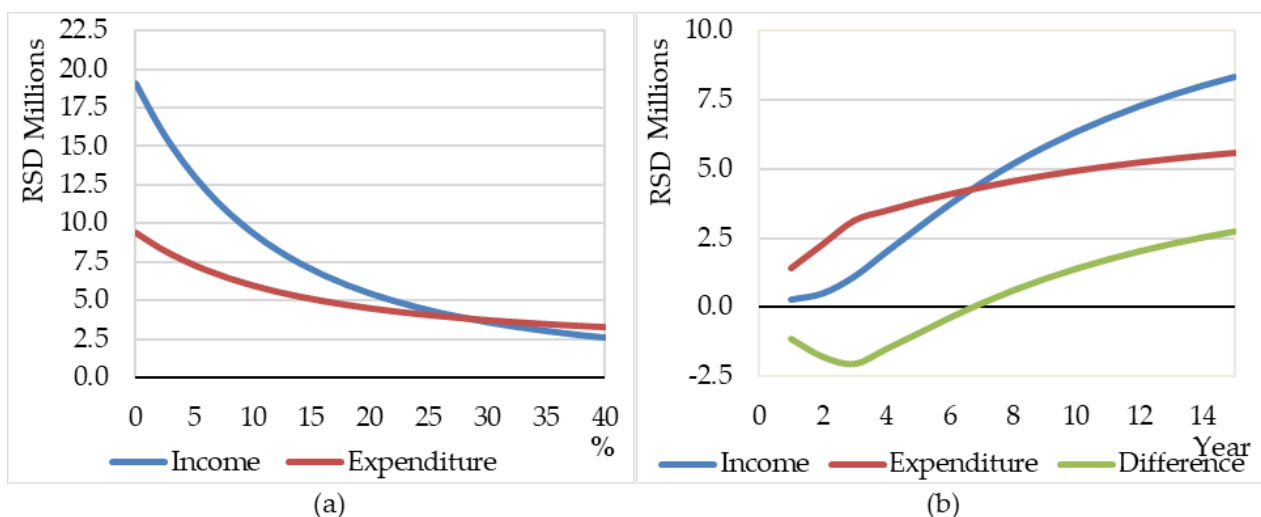 RSD Millions
22.5
20.0
17.5
15.0
12.5
10.0
7.5
5.0
2.5
0.0
0 5 10 15 20 25 30 35 40
%
Income Expenditure
(a)
RSD Millions
10.0
7.5
5.0
2.5
0.0
-2.5
0 2 4 6 8 10 12 14
Year
Income Expenditure Difference
(b)